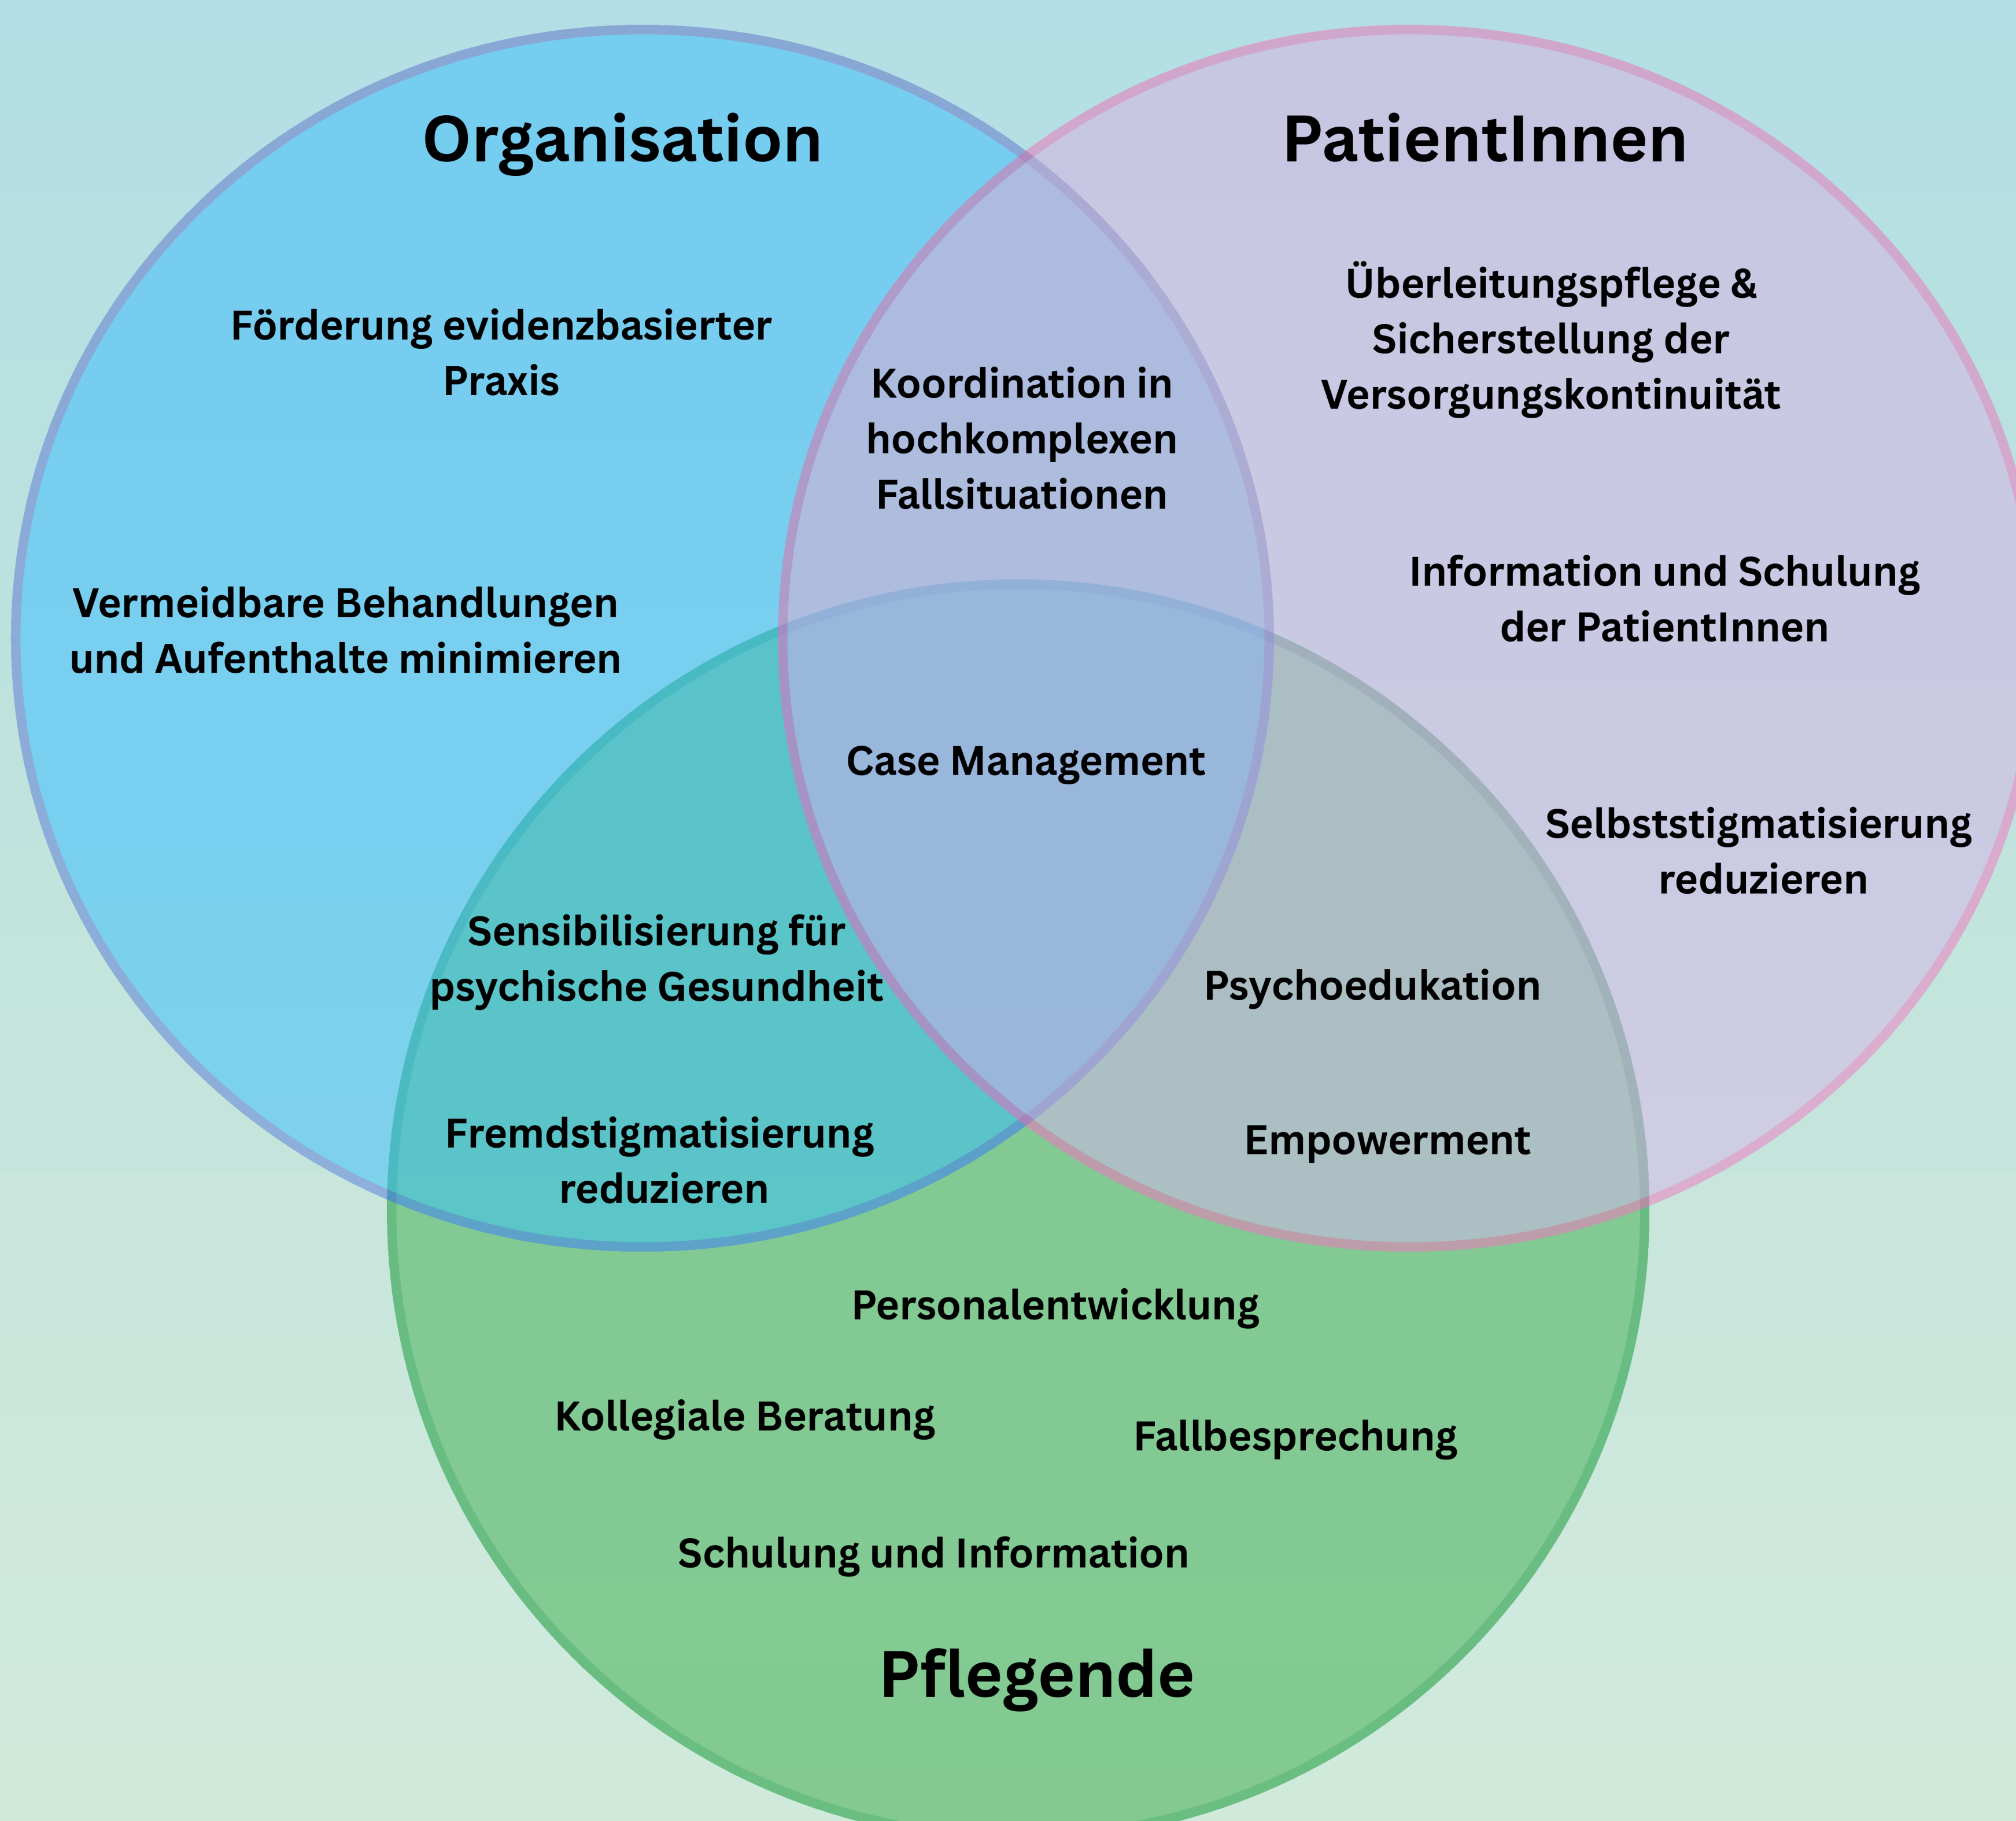 Organisation
PatientInnen
Förderung evidenzbasierter
Praxis
Vermeidbare Behandlungen
und Aufenthalte minimieren
Koordination in
hochkomplexen
Fallsituationen
Überleitungspflege &
Sicherstellung der
Versorgungskontinuität
Information und Schulung
der PatientInnen
Selbststigmatisierung
reduzieren
Case Management
Sensibilisierung für
psychische Gesundheit
Fremdstigmatisierung
reduzieren
Psychoedukation
Empowerment
Personalentwicklung
Kollegiale Beratung
Fallbesprechung
Schulung und Information
Pflegende